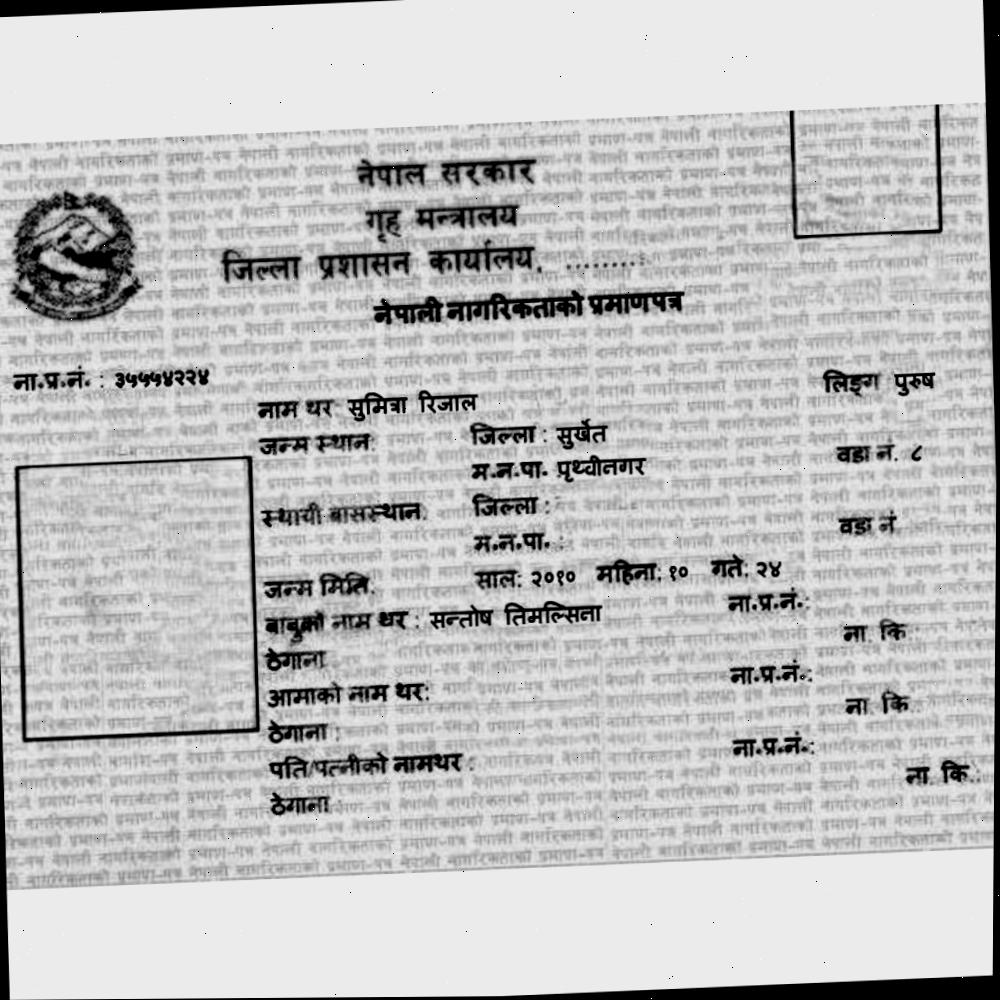 नेपाल सरकार
गृह मन्त्रालय
जिल्ला प्रशासन कार्यालय, .........
नेपाली नागरिकताको प्रमाणपत्र
ना.प्र.नं. : ३५५५४२२४
लिङ्ग पुरुष
नाम थर सुमित्रा रिजाल
जन्म स्थान: जिल्ला : सुर्खेत
म.न.पा. पृथ्वीनगर वडा नं. ८
स्थायी बासस्थान: जिल्ला :
म.न.पा. : वडा नं.
जन्म मिति: साल: २०१० महिना: १० गते: २४
बाबुको नाम थर : सन्तोष तिमल्सिना ना.प्र.नं.:
ठेगाना ना. कि :
आमाको नाम थर: ना.प्र.नं.:
ठेगाना : ना. कि :
पति/पत्नीको नामथर : ना.प्र.नं.:
ठेगाना : ना. कि.: